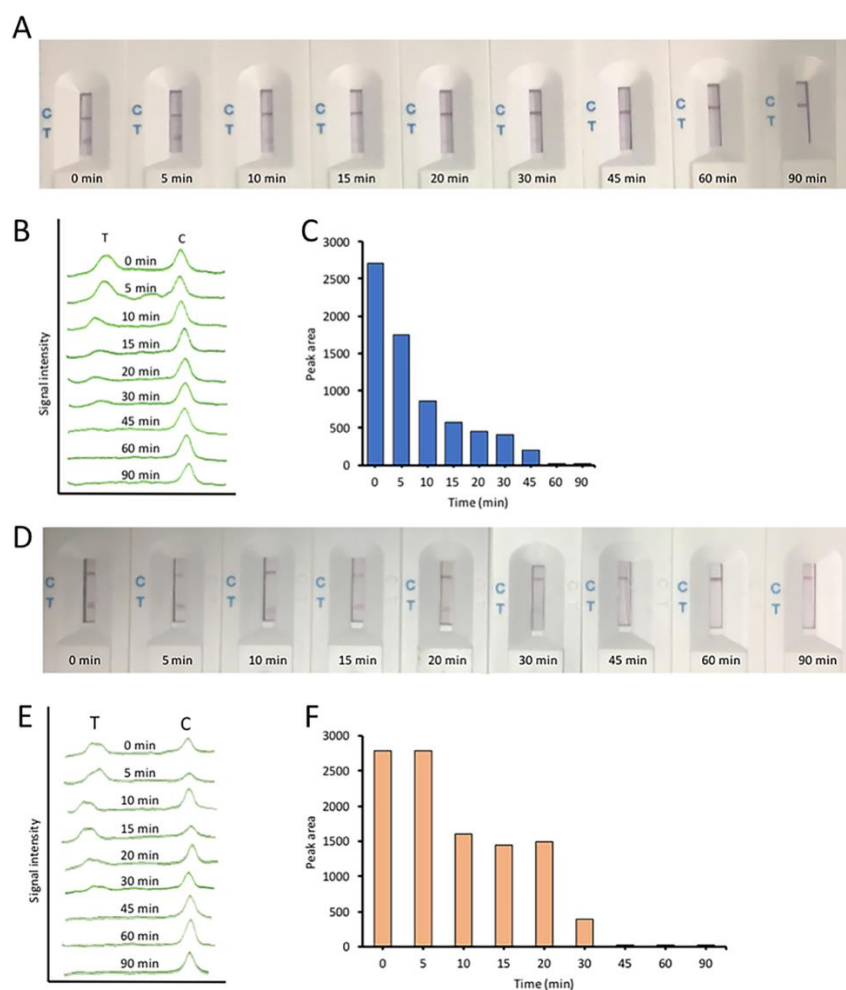 A
C
T
C
T
C
T
C
T
C
T
C
T
C
T
C
T
C
T
0 min
5 min
10 min
15 min
20 min
30 min
45 min
60 min
90 min
B
T
C
0 min
5 min
10 min
15 min
20 min
30 min
45 min
60 min
90 min
Signal intensity
C
3000
2500
2000
1500
1000
500
0
Peak area
0 5 10 15 20 30 45 60 90
Time (min)
D
C
T
C
T
C
T
C
T
C
T
C
T
C
T
C
T
C
T
0 min
5 min
10 min
15 min
20 min
30 min
45 min
60 min
90 min
E
T
C
0 min
5 min
10 min
15 min
20 min
30 min
45 min
60 min
90 min
Signal intensity
F
3000
2500
2000
1500
1000
500
0
Peak area
0 5 10 15 20 30 45 60 90
Time (min)